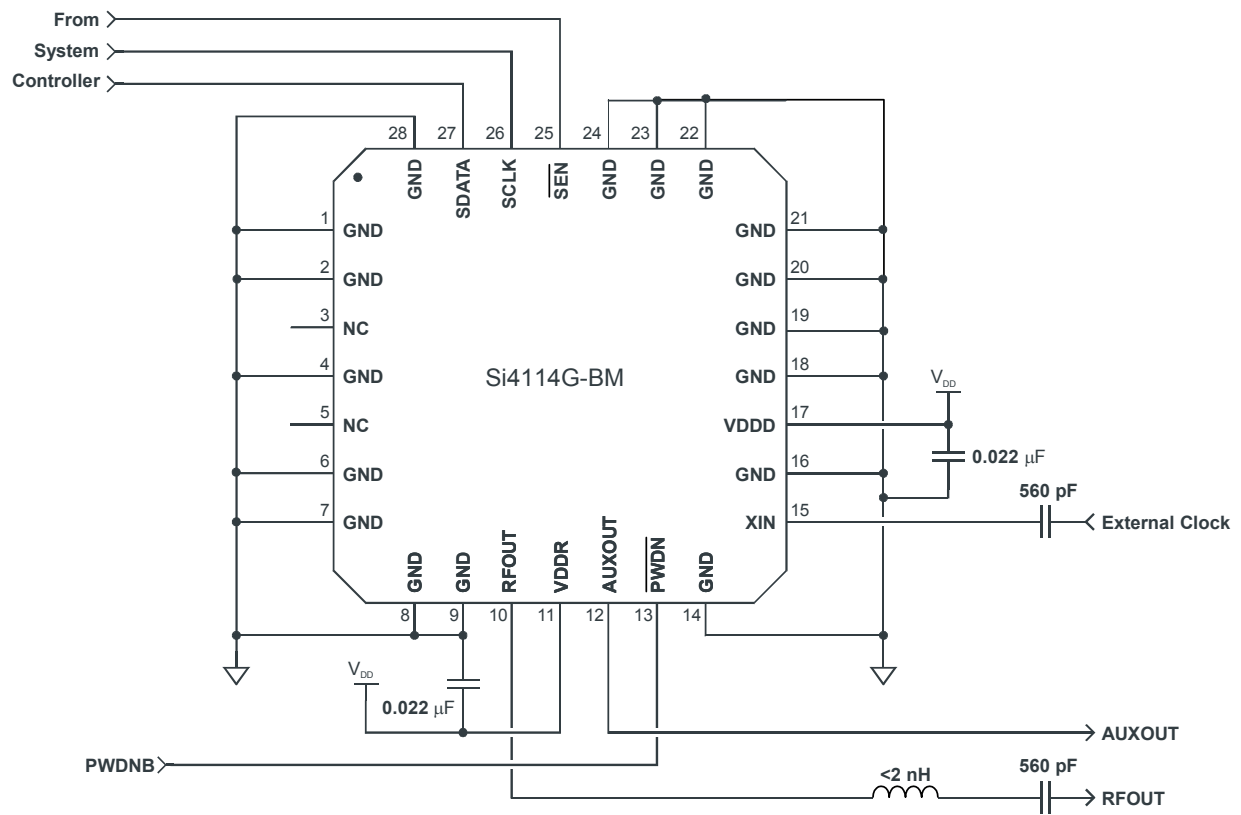 From
System
Controller
28 27 26 25 24 23 22
GND SDATA SCLK SEN GND GND GND
1 GND
2 GND
3 NC
4 GND
5 NC
6 GND
7 GND
Si4114G-BM
GND 21
GND 20
GND 19
GND 18
VDDD 17
GND 16
XIN 15
VDD
0.022 μF
560 pF
External Clock
GND GND RFOUT VDDR AUXOUT PWDN GND
8 9 10 11 12 13 14
VDD
0.022 μF
AUXOUT
PWDNB
<2 nH
560 pF
RFOUT